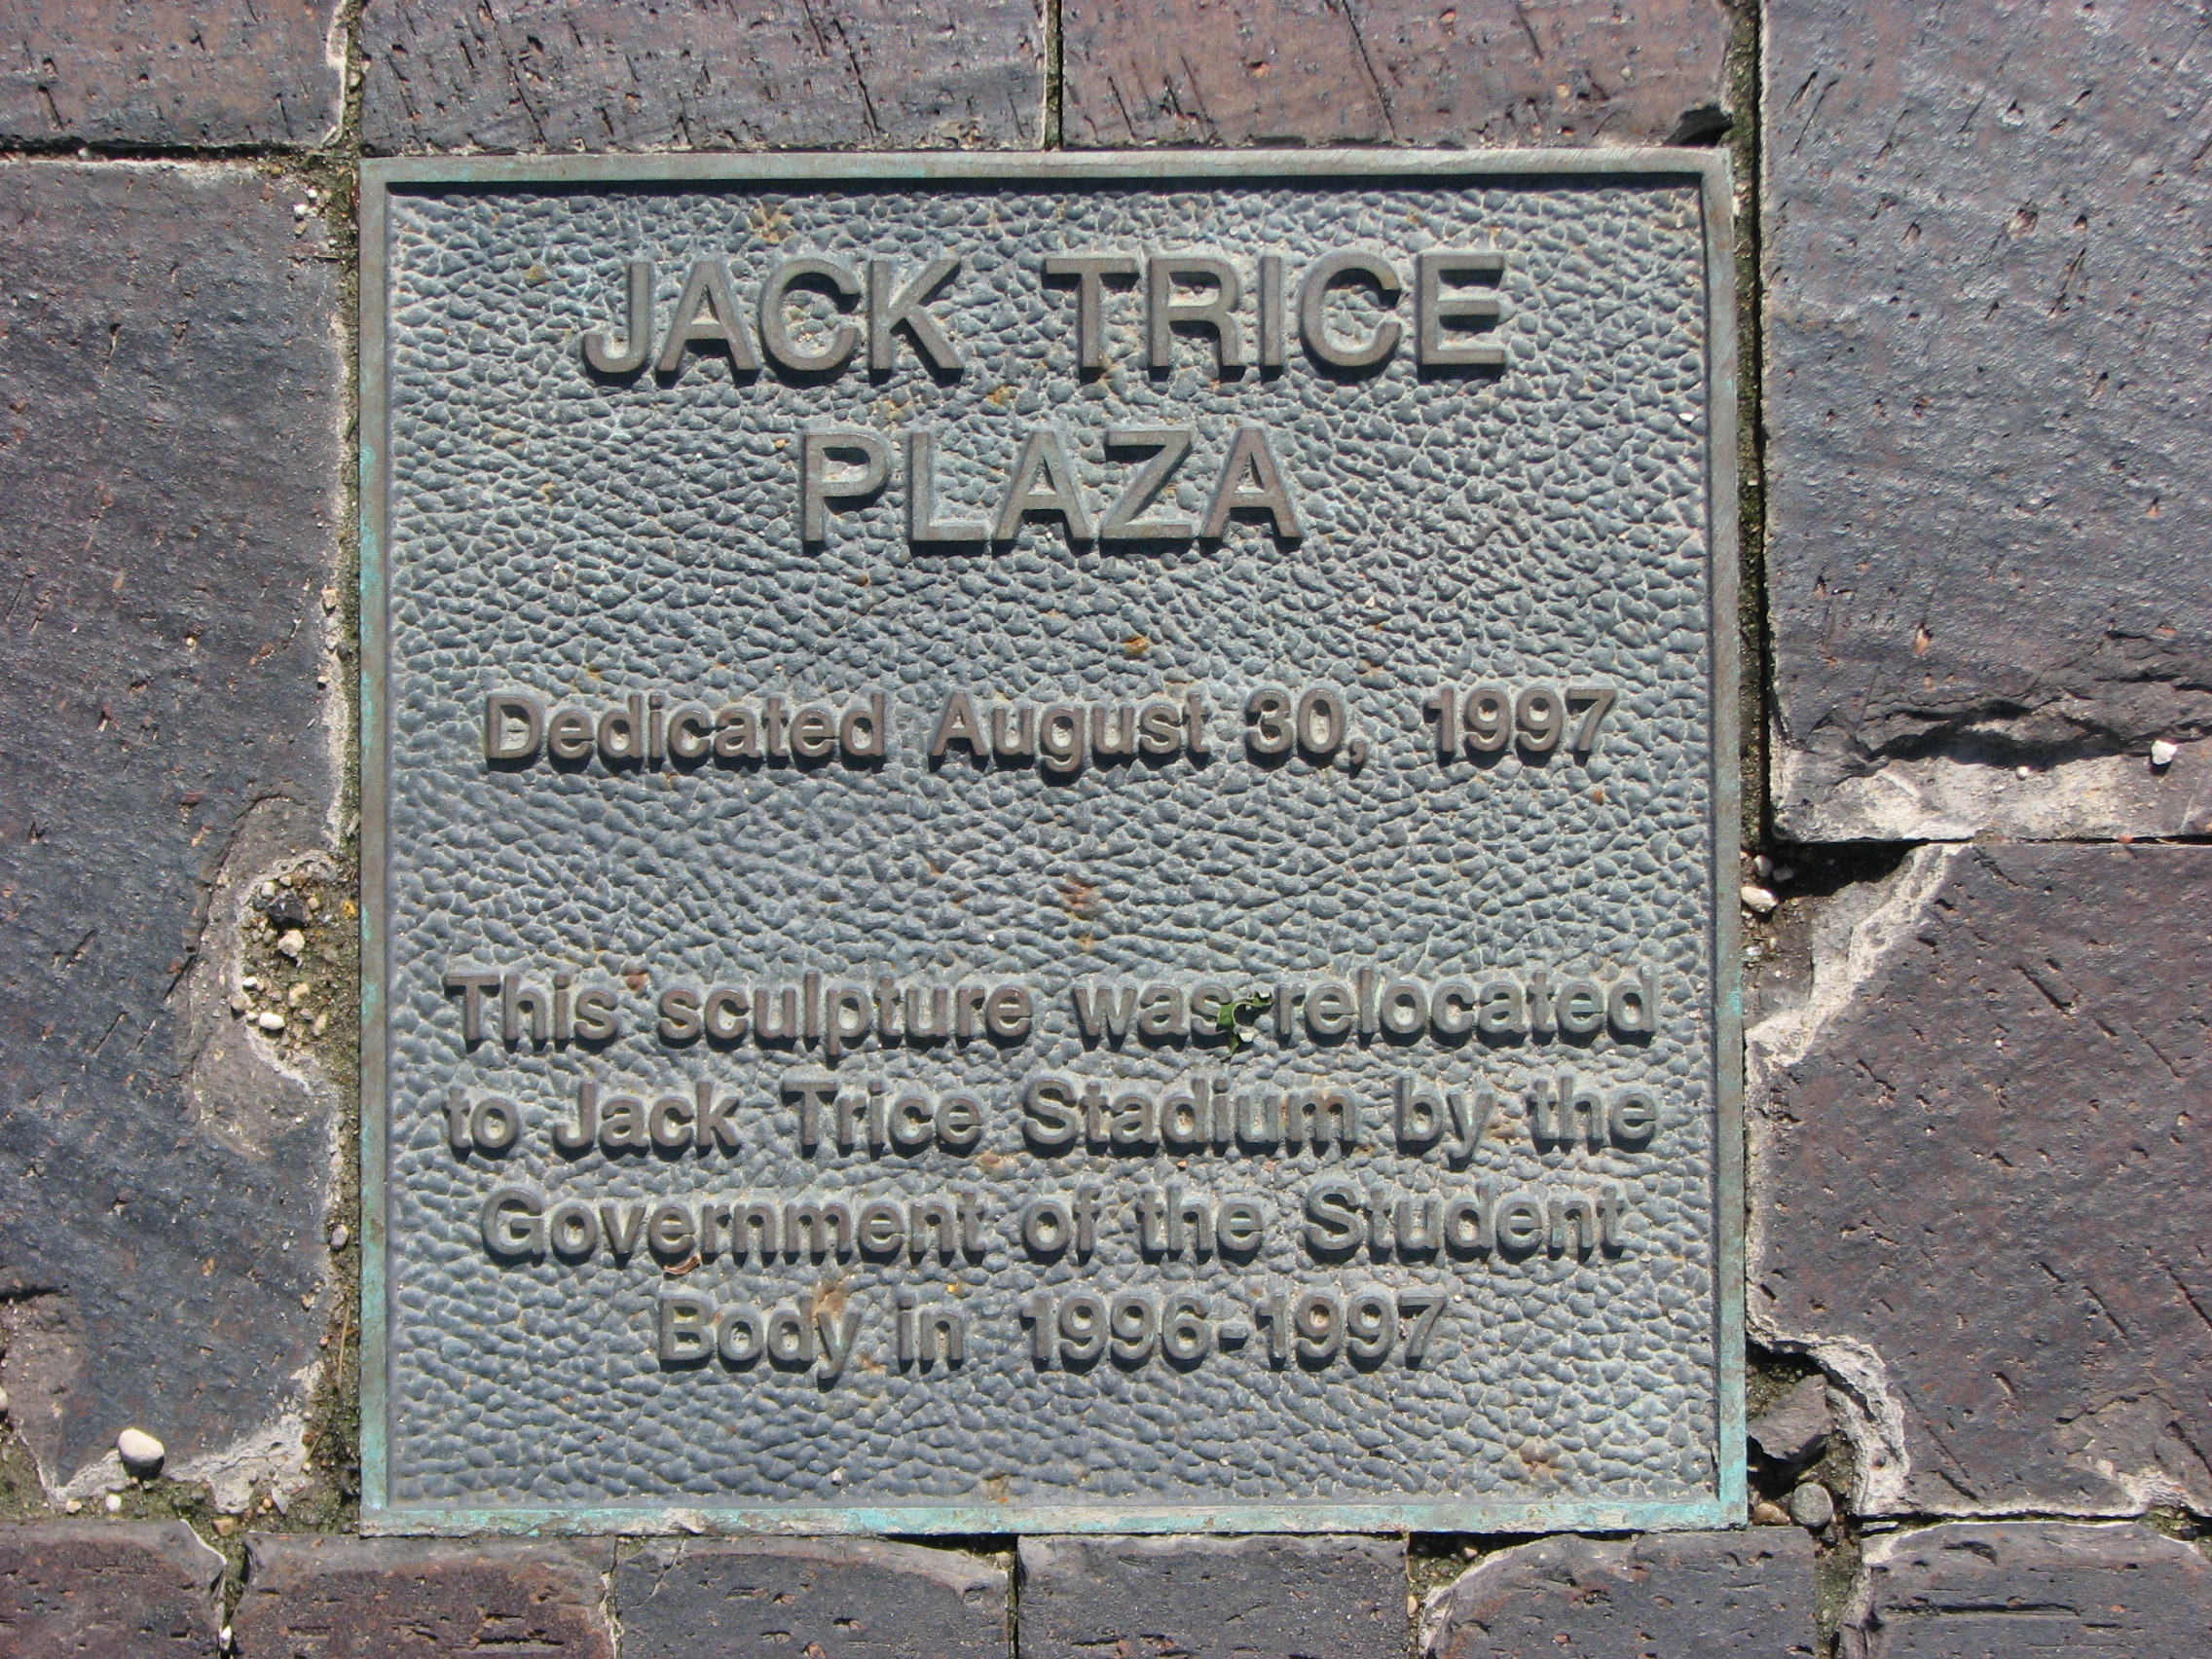 JACK TRICE
PLAZA
Dedicated August 30, 1997
This sculpture was relocated
to Jack Trice Stadium by the
Government of the Student
Body in 1996-1997